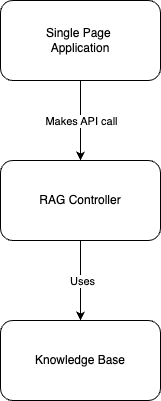 Single Page
Application
Makes API call
RAG Controller
Uses
Knowledge Base